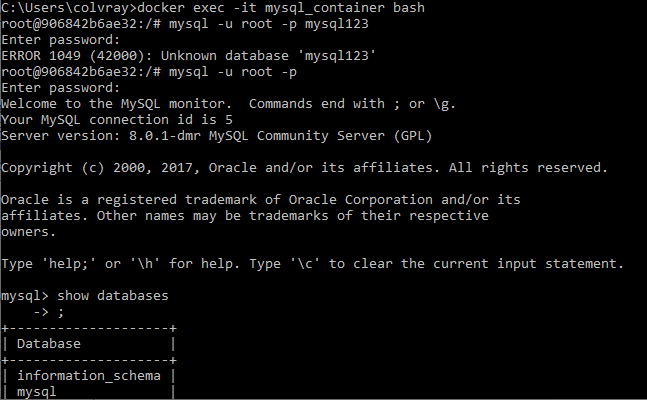 C:\Users\colvray>docker exec -it mysql_container bash
root@906842b6ae32:/# mysql -u root -p mysql123
Enter password:
ERROR 1049 (42000): Unknown database 'mysql123'
root@906842b6ae32:/# mysql -u root -p
Enter password:
Welcome to the MySQL monitor.  Commands end with ; or \g.
Your MySQL connection id is 5
Server version: 8.0.1-dmr MySQL Community Server (GPL)

Copyright (c) 2000, 2017, Oracle and/or its affiliates. All rights reserved.

Oracle is a registered trademark of Oracle Corporation and/or its
affiliates. Other names may be trademarks of their respective
owners.

Type 'help;' or '\h' for help. Type '\c' to clear the current input statement.

mysql> show databases
    -> ;
+--------------------+
| Database           |
+--------------------+
| information_schema |
| mysql              |